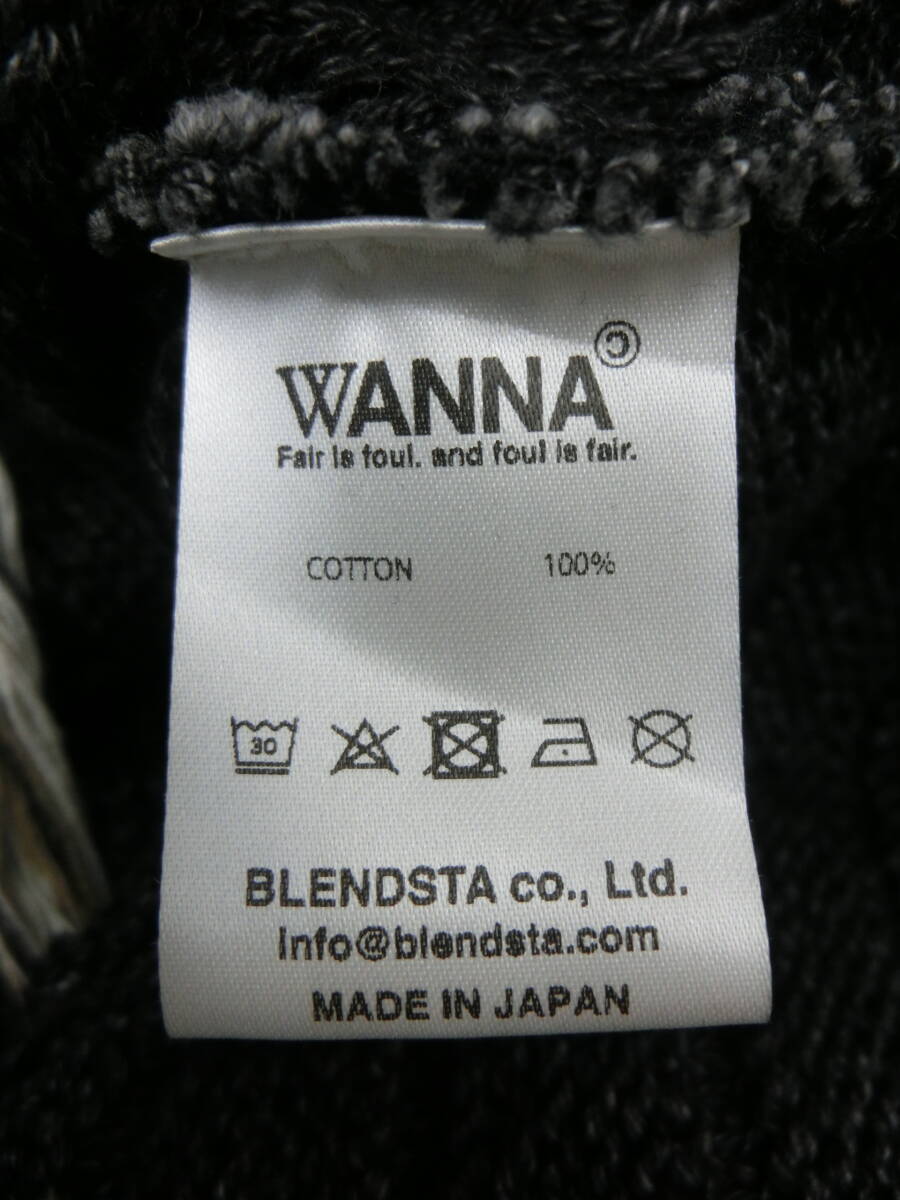 WANNA©
Fair is foul. and foul is fair.
COTTON 100%
30
BLENDSTA co., Ltd.
info@blendsta.com
MADE IN JAPAN